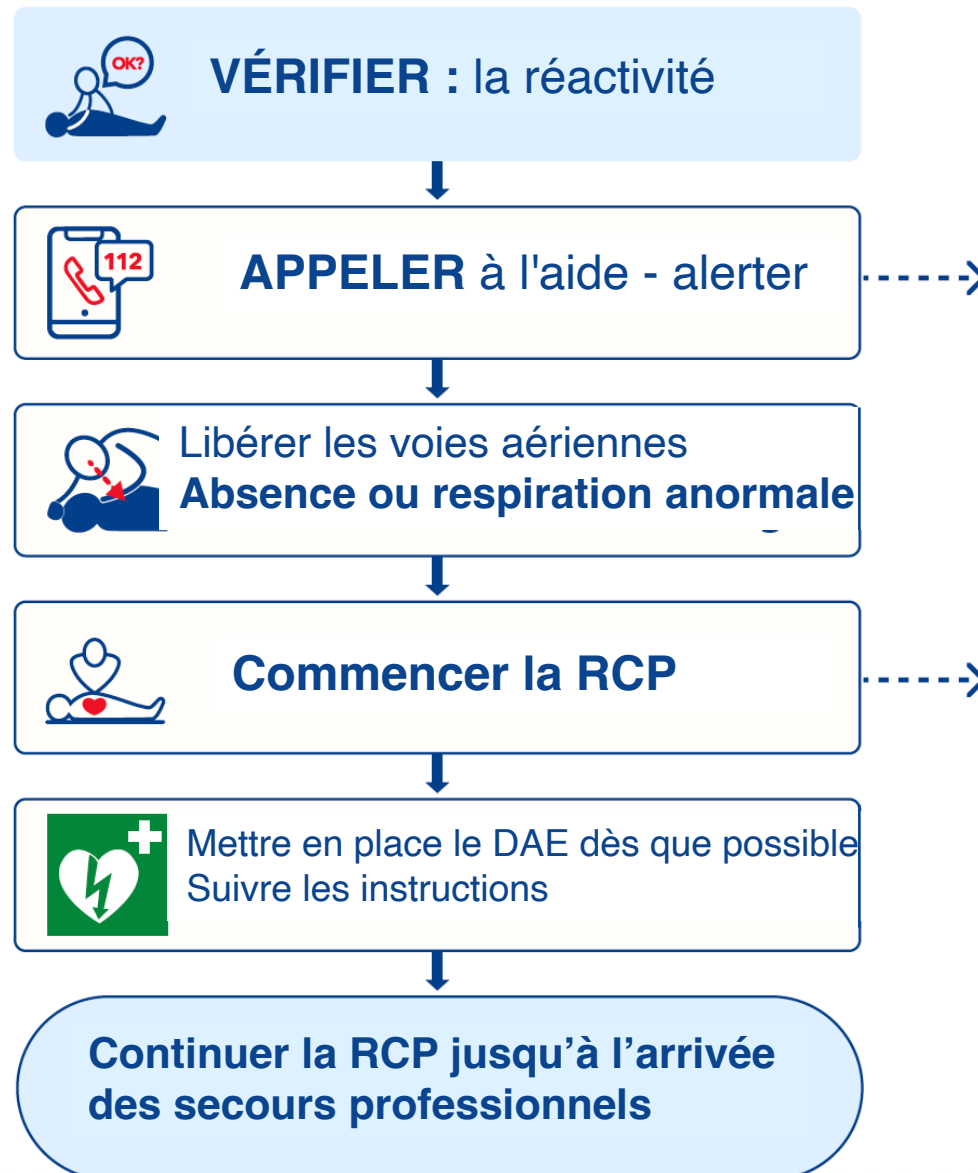 OK?
VÉRIFIER : la réactivité
112
APPELER à l'aide - alerter
Libérer les voies aériennes
Absence ou respiration anormale
Commencer la RCP
Mettre en place le DAE dès que possible
Suivre les instructions
Continuer la RCP jusqu’à l’arrivée
des secours professionnels